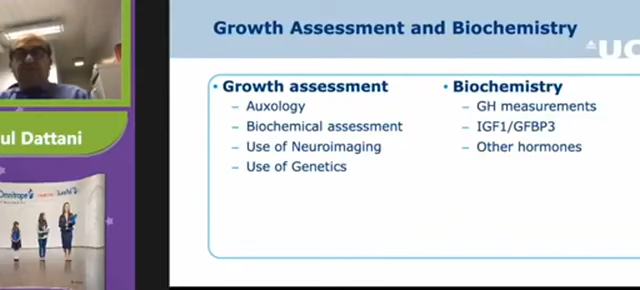 Growth Assessment and Biochemistry
UC
• Growth assessment
– Auxology
– Biochemical assessment
– Use of Neuroimaging
– Use of Genetics
• Biochemistry
– GH measurements
– IGF1/GFBP3
– Other hormones
ul Dattani
Omnitrope